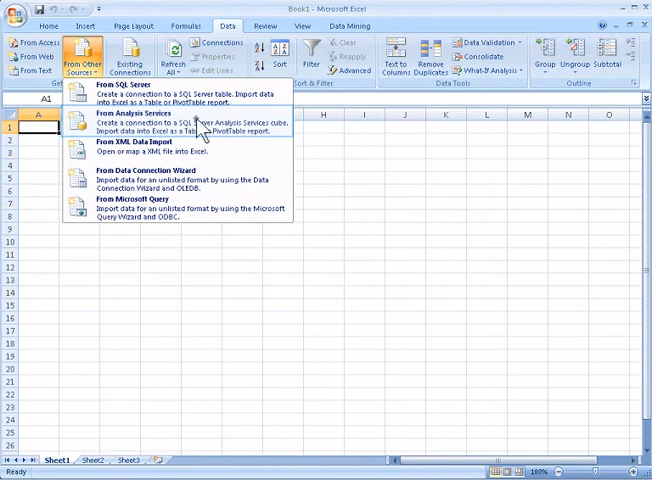 Book1 - Microsoft Excel
Home Insert Page Layout Formulas Data Review View Data Mining
From Access
From Web
From Text
From Other Sources
Existing Connections
Refresh All
Connections
Properties
Edit Links
Sort
Filter
Clear
Reapply
Advanced
Text to Columns
Remove Duplicates
Data Validation
Consolidate
What-If Analysis
Group
Ungroup
Subtotal
Sort & Filter
Data Tools
Outline
A1
From SQL Server
Create a connection to a SQL Server table. Import data
into Excel as a Table or PivotTable report.
From Analysis Services
Create a connection to a SQL Server Analysis Services cube.
Import data into Excel as a Table or PivotTable report.
From XML Data Import
Open or map a XML file into Excel.
From Data Connection Wizard
Import data for an unlisted format by using the Data
Connection Wizard and OLEDB.
From Microsoft Query
Import data for an unlisted format by using the Microsoft
Query Wizard and ODBC.
A H I J K L M N O
1
2
3
4
5
6
7
8
9
10
11
12
13
14
15
16
17
18
19
20
21
22
23
24
25
26
Sheet1 Sheet2 Sheet3
Ready
100%